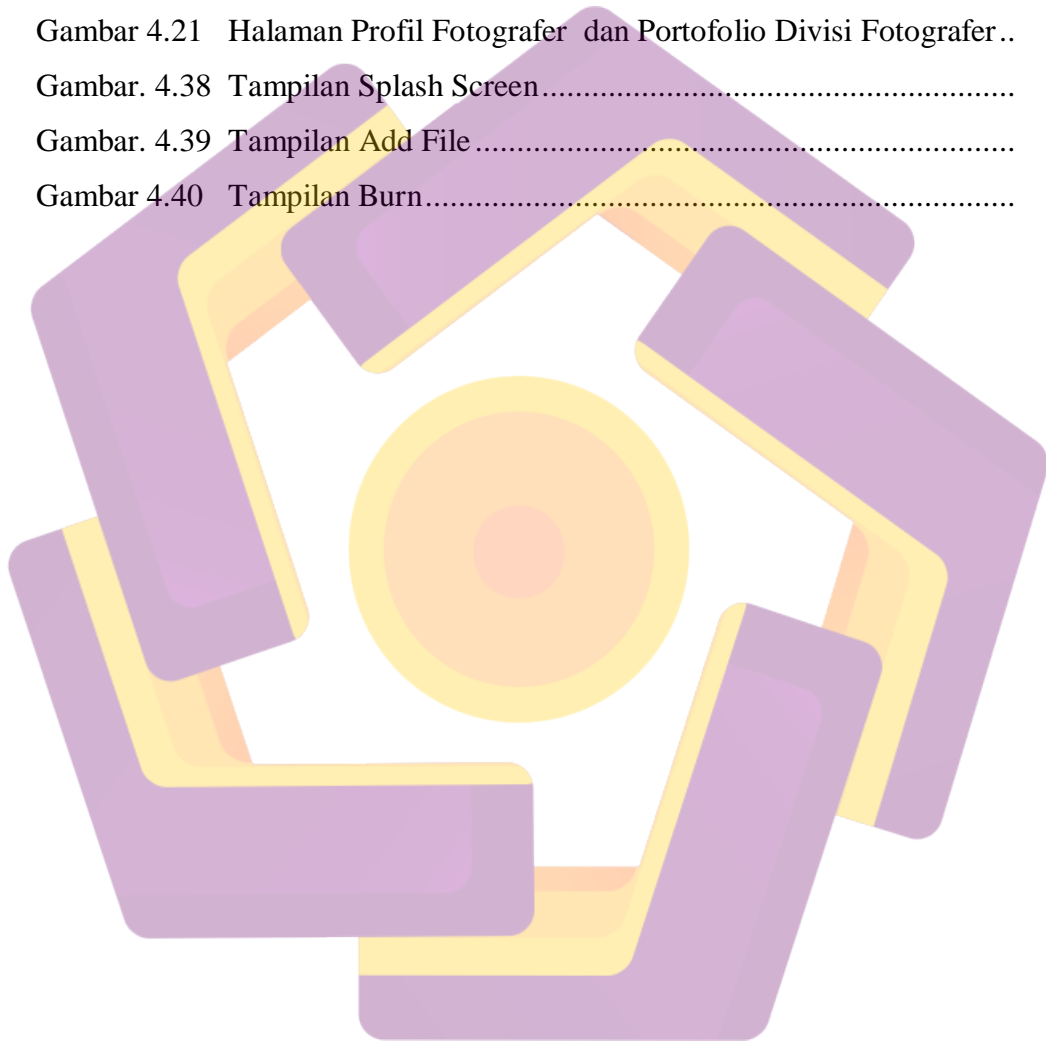 Gambar 4.21 Halaman Profil Fotografer dan Portofolio Divisi Fotografer..
Gambar. 4.38 Tampilan Splash Screen.........................................................
Gambar. 4.39 Tampilan Add File.................................................................
Gambar 4.40 Tampilan Burn.......................................................................